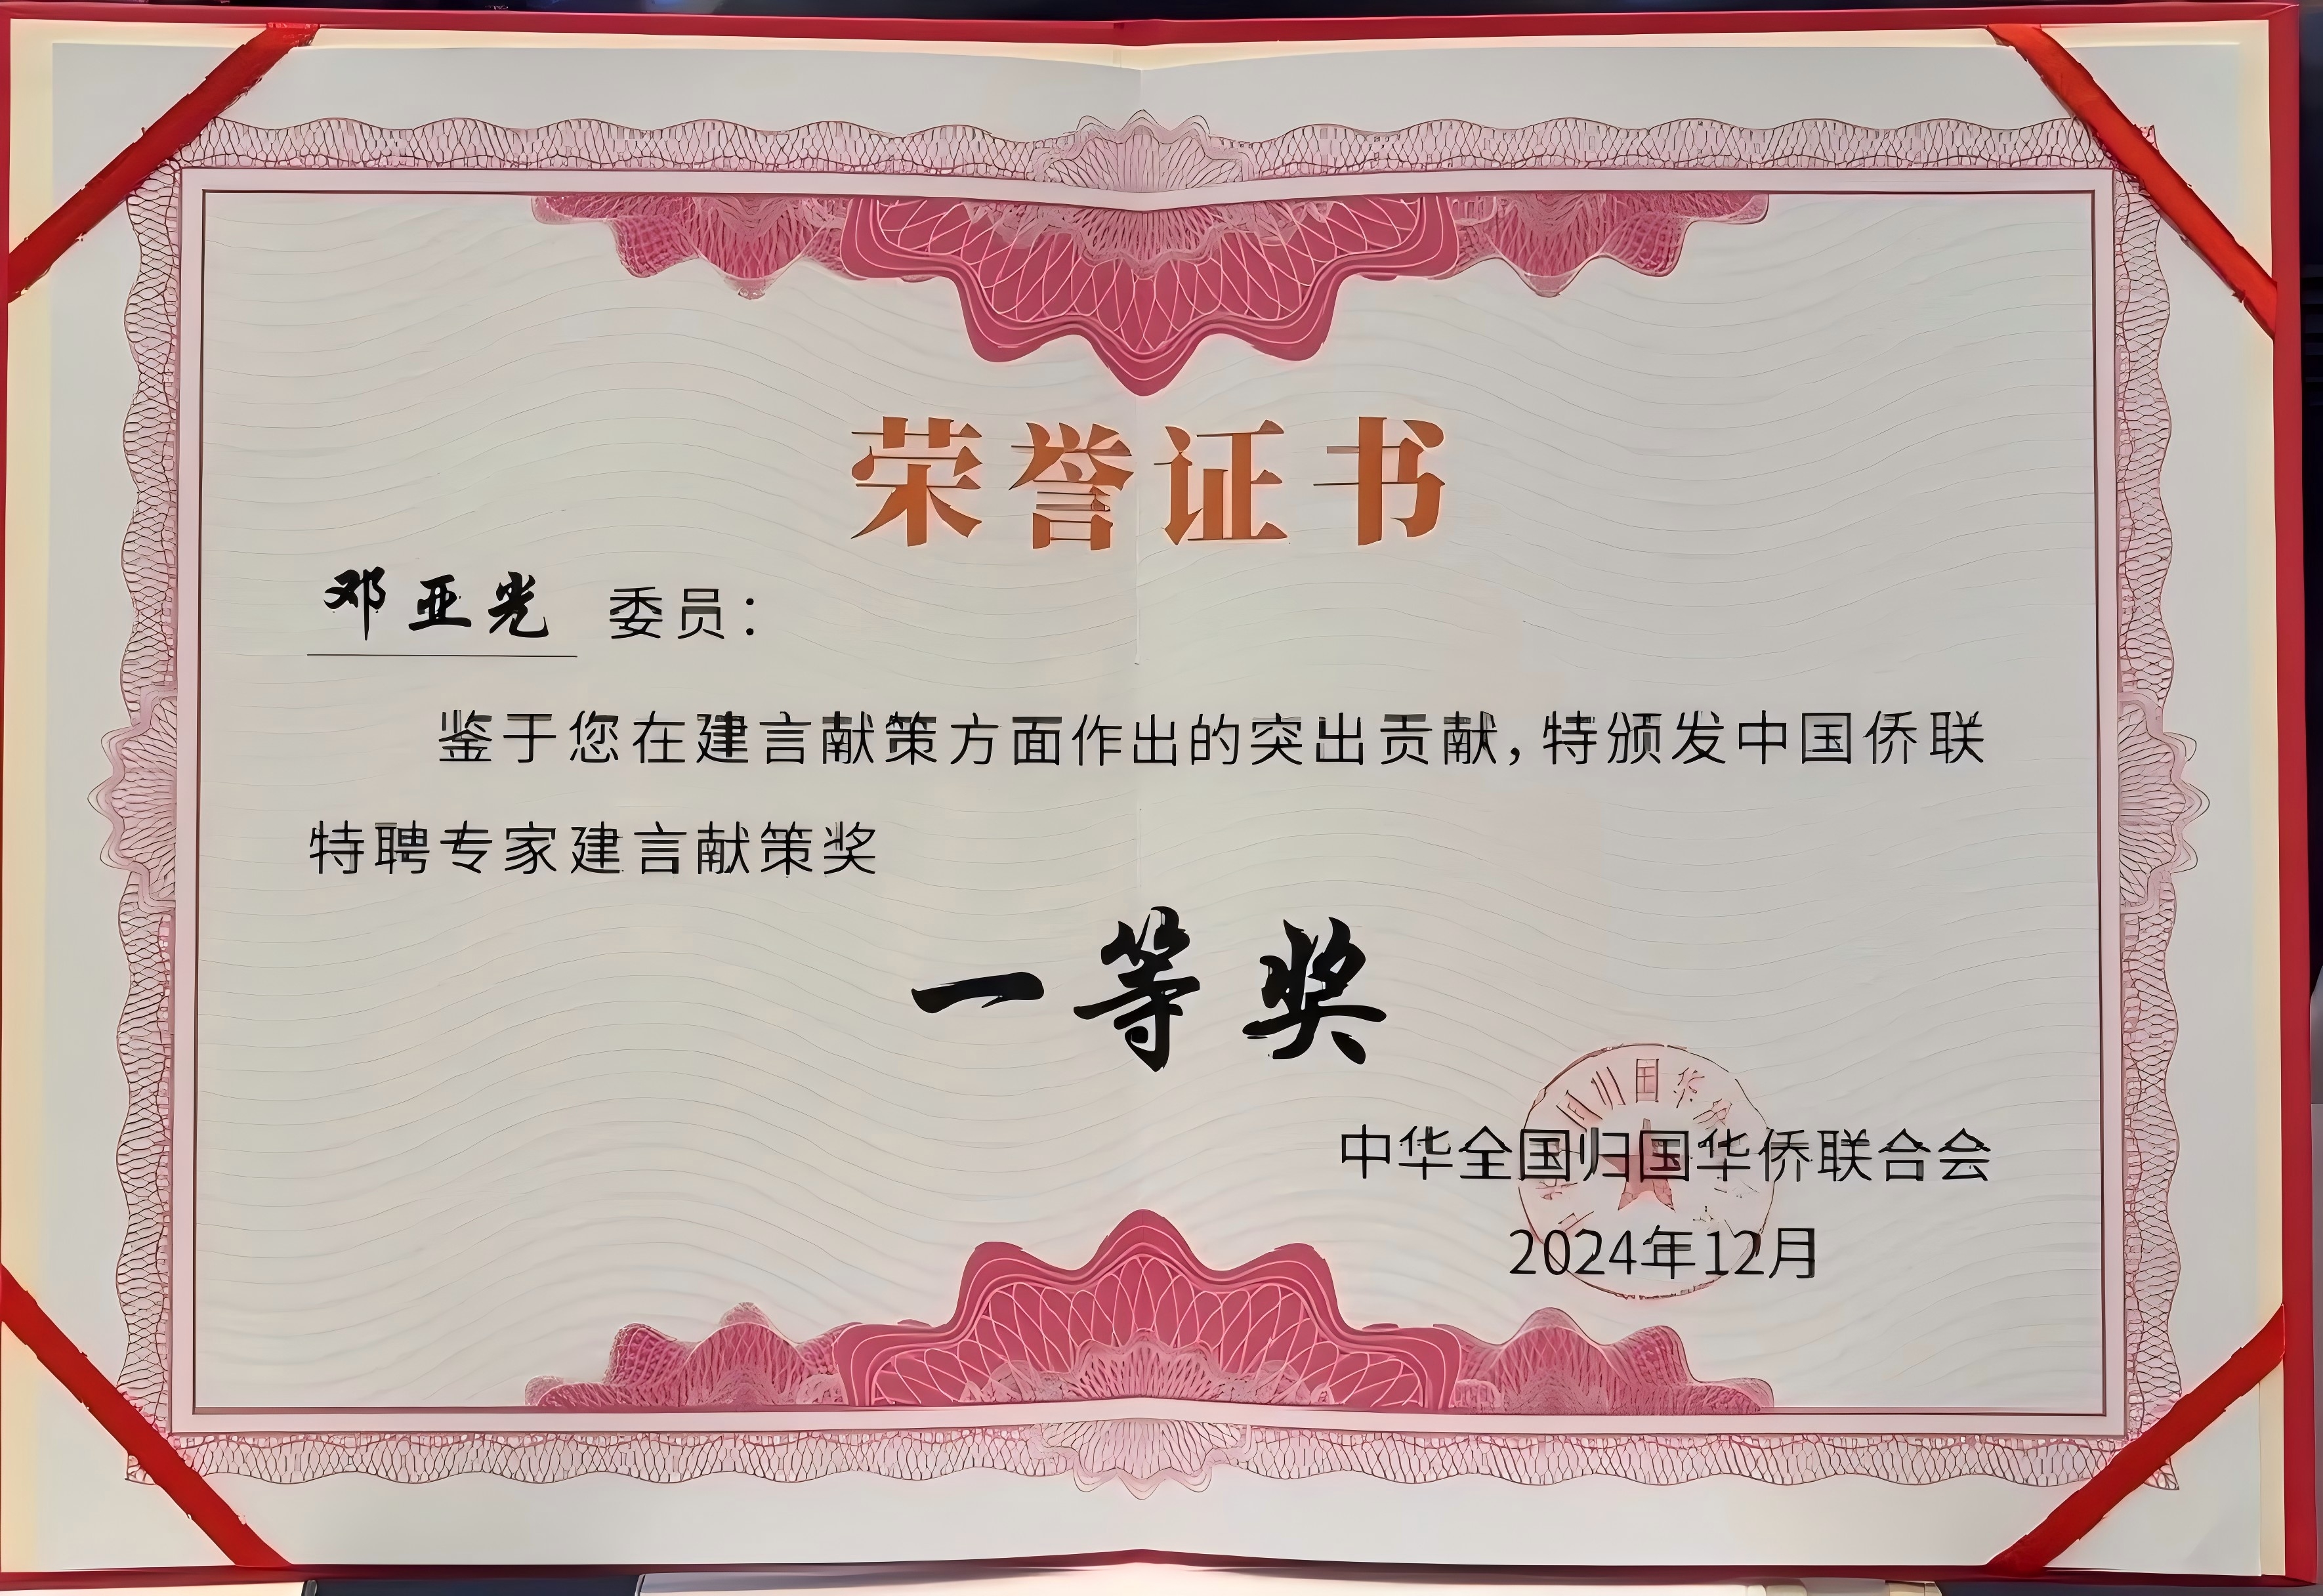 荣誉证书
邓亚光 委员：
鉴于您在建言献策方面作出的突出贡献，特颁发中国侨联
特聘专家建言献策奖
一等奖
中华全国归国华侨联合会
2024年12月